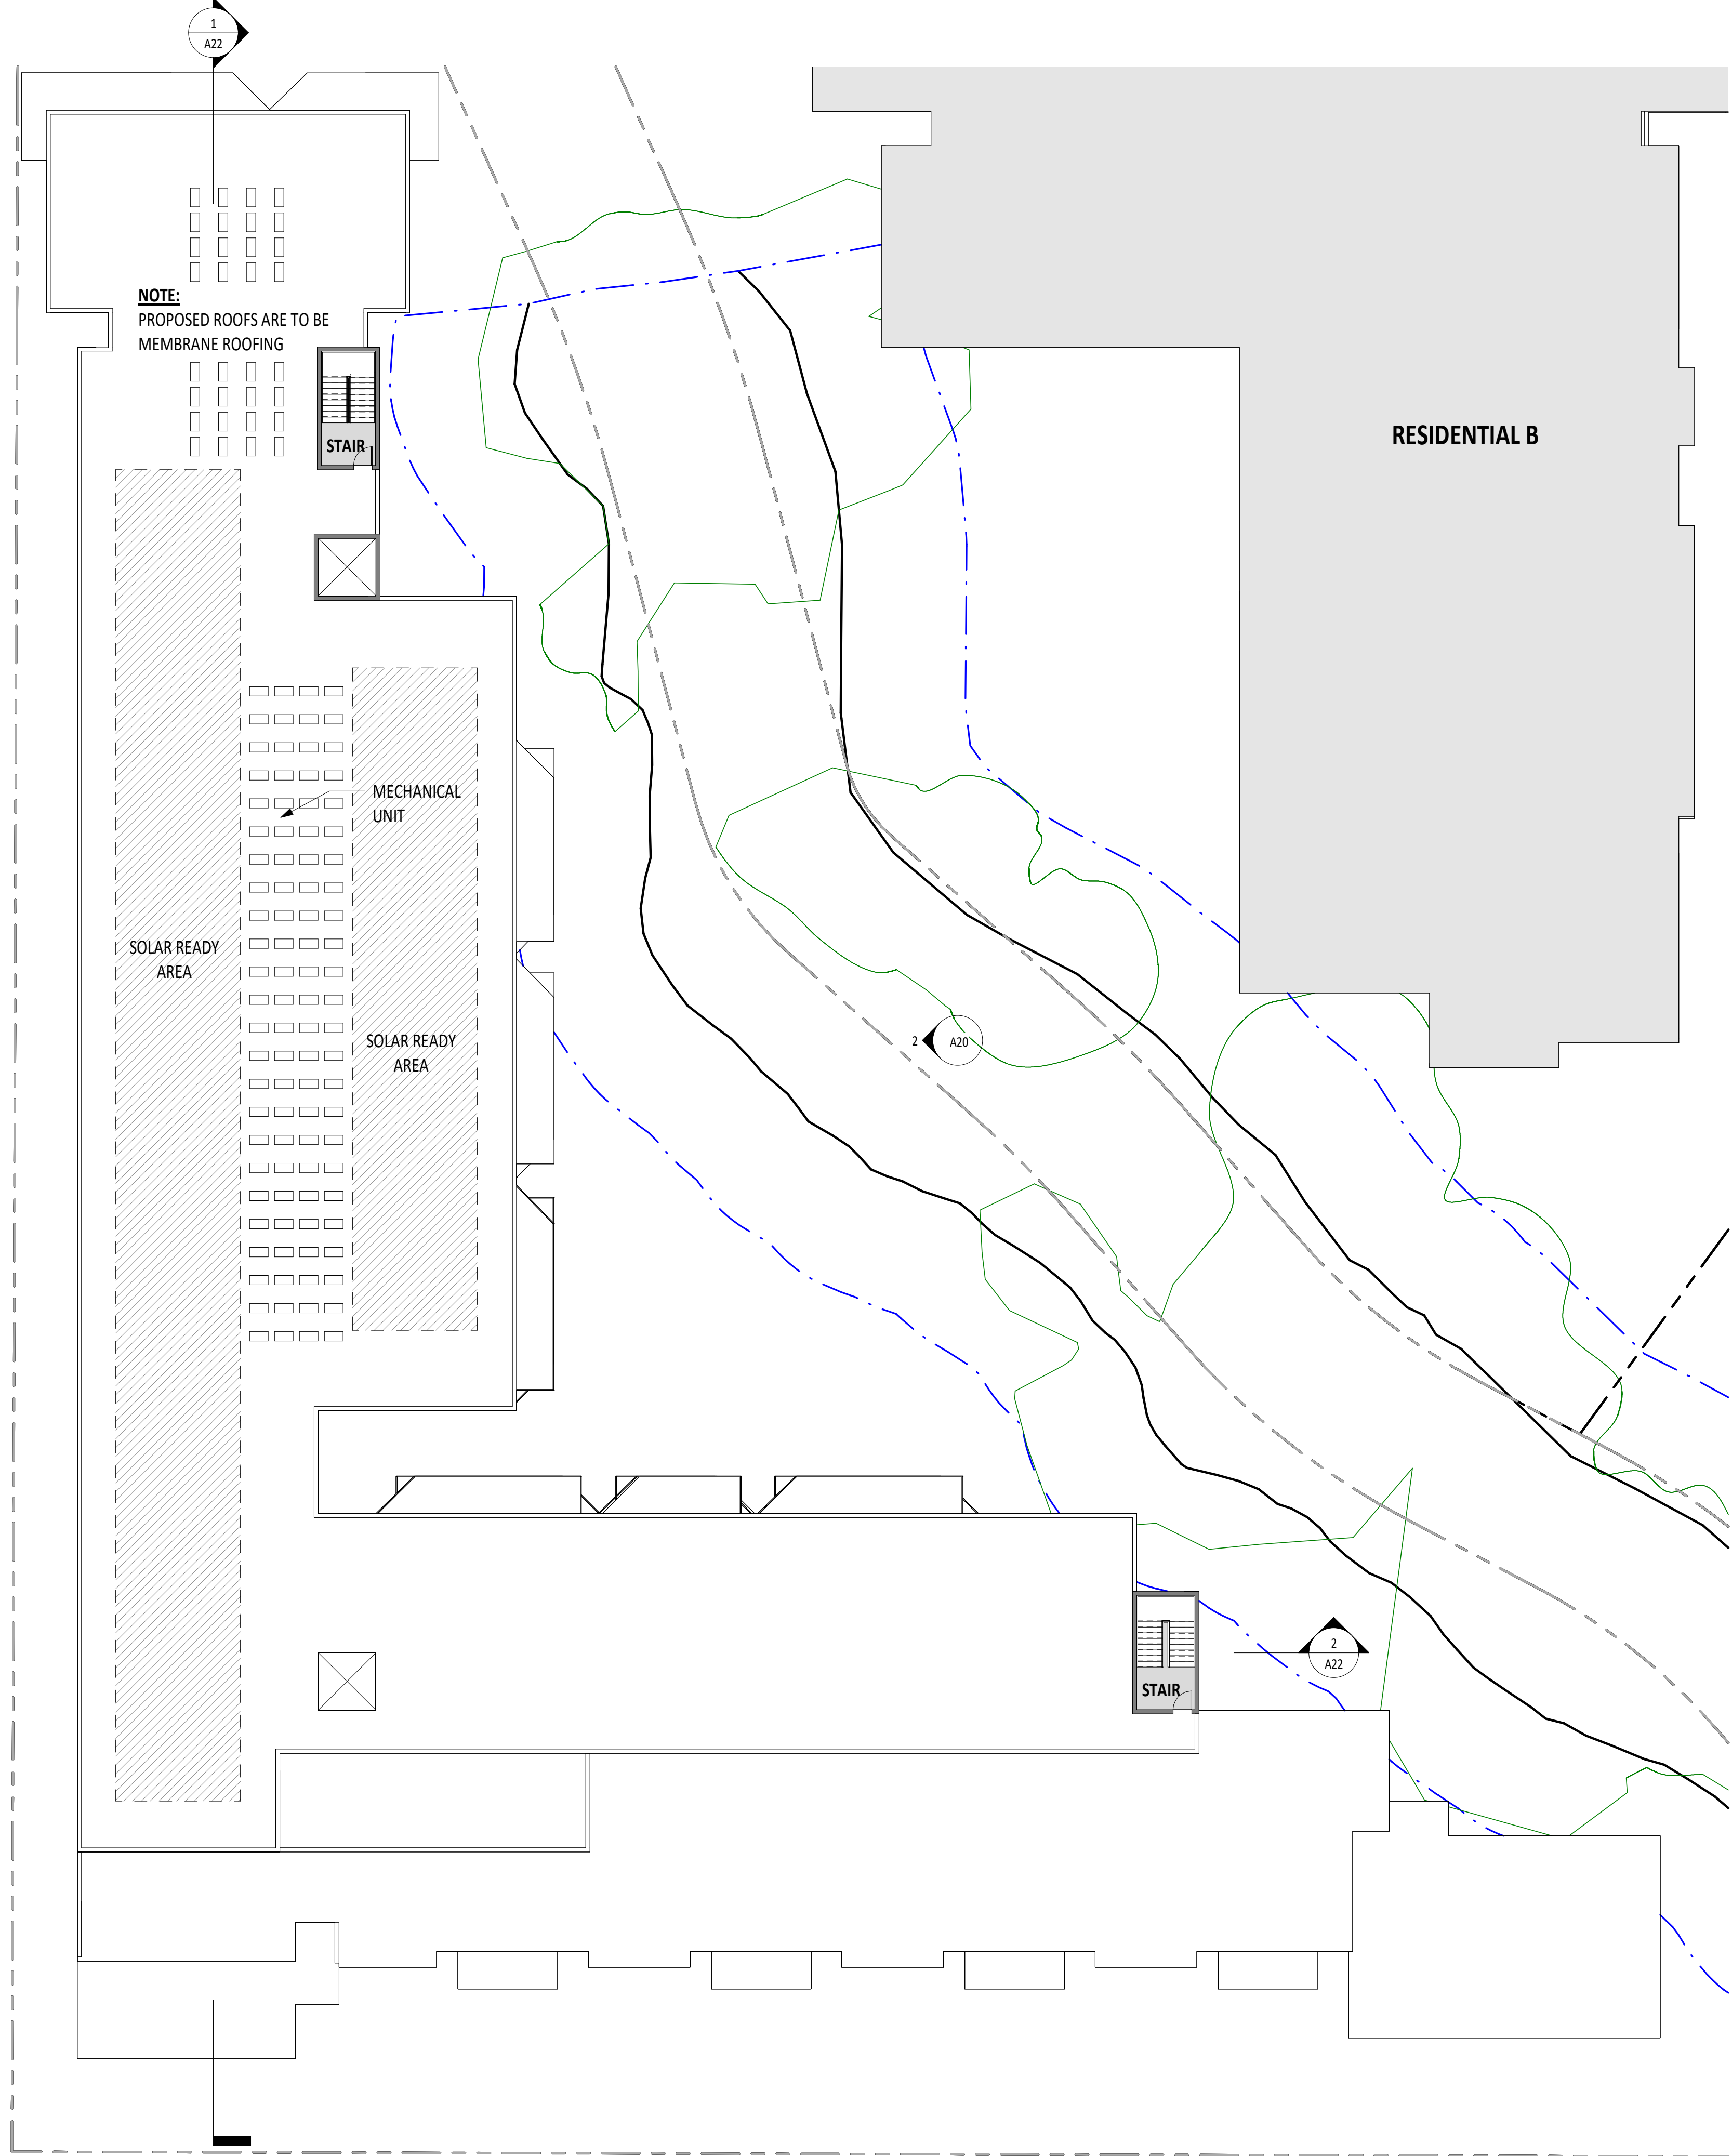 1
A22
NOTE:
PROPOSED ROOFS ARE TO BE
MEMBRANE ROOFING
STAIR
RESIDENTIAL B
MECHANICAL
UNIT
SOLAR READY
AREA
SOLAR READY
AREA
2
A20
2
A22
STAIR